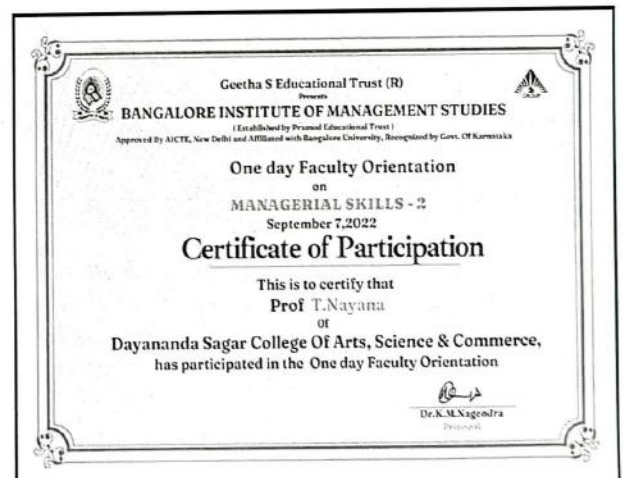 Geetha S Educational Trust (R)
Presents
BANGALORE INSTITUTE OF MANAGEMENT STUDIES
(Established by Pramod Educational Trust)
Approved By AICTE, New Delhi and Affiliated with Bangalore University, Recognized by Govt. Of Karnataka
One day Faculty Orientation
on
MANAGERIAL SKILLS - 2
September 7,2022
Certificate of Participation
This is to certify that
Prof T.Nayana
Of
Dayananda Sagar College Of Arts, Science & Commerce,
has participated in the One day Faculty Orientation
Dr.K.M.Nagendra
Principal